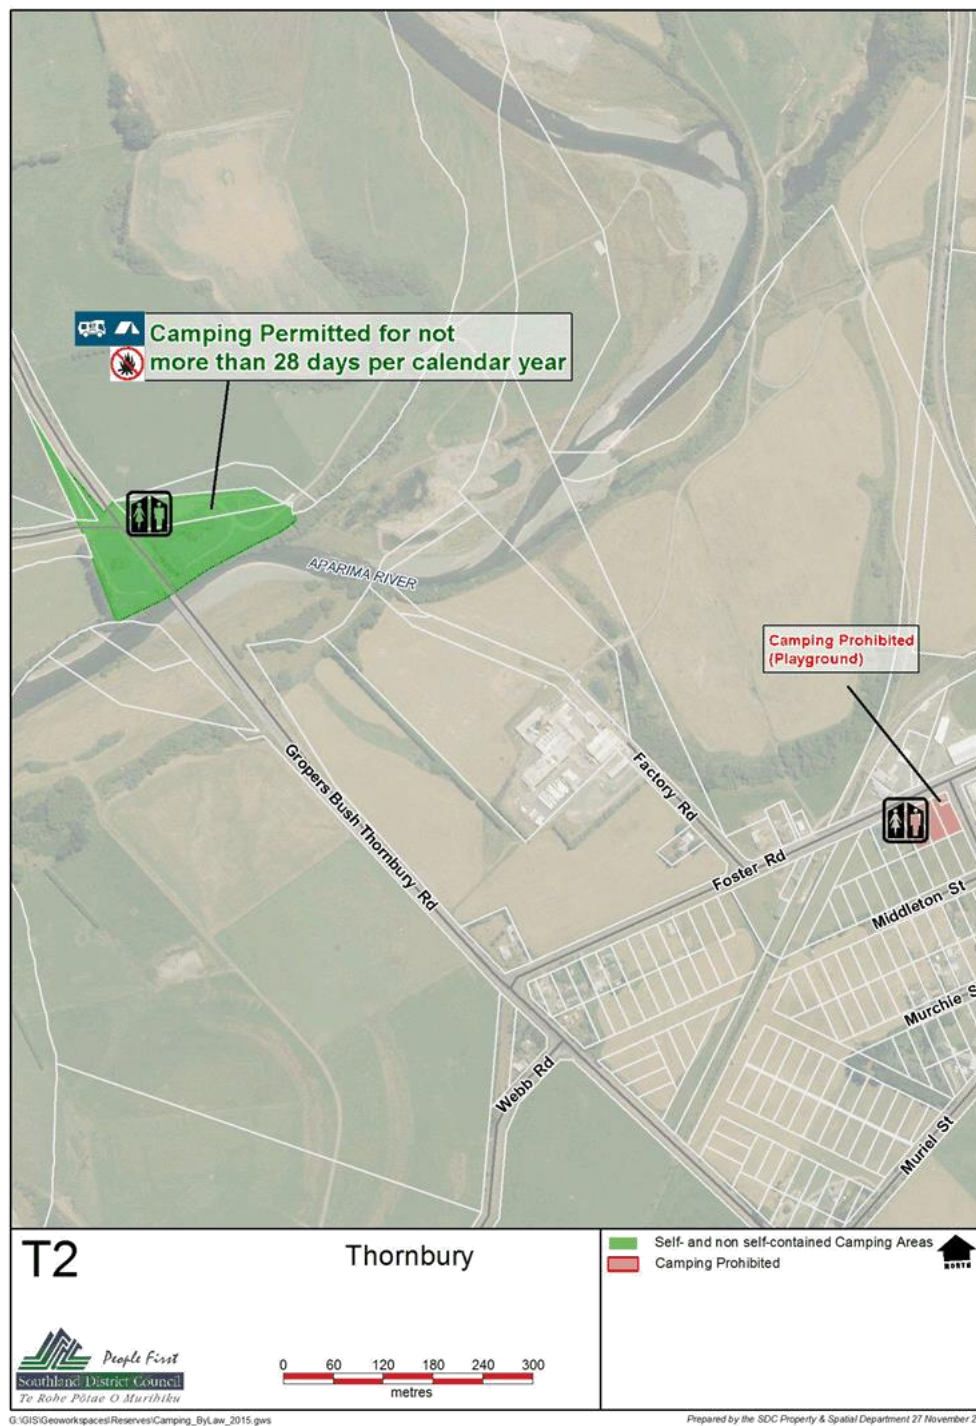 Camping Permitted for not
more than 28 days per calendar year
APARIMA RIVER
Camping Prohibited
(Playground)
Factory Rd
Gropers Bush Thornbury Rd
Foster Rd
Middleton St
Murchie S
Webb Rd
Muriel St
T2
Thornbury
Self- and non self-contained Camping Areas
Camping Prohibited
NORTH
People First
Southland District Council
Te Rohe Pōtae O Murihiku
0 60 120 180 240 300
metres
G:\GIS\Geoworkspaces\Reserves\Camping_ByLaw_2015.gws
Prepared by the SDC Property & Spatial Department 27 November